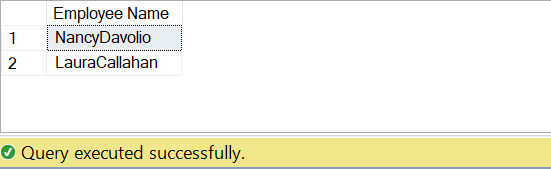 Employee Name
1 NancyDavolio
2 LauraCallahan
Query executed successfully.